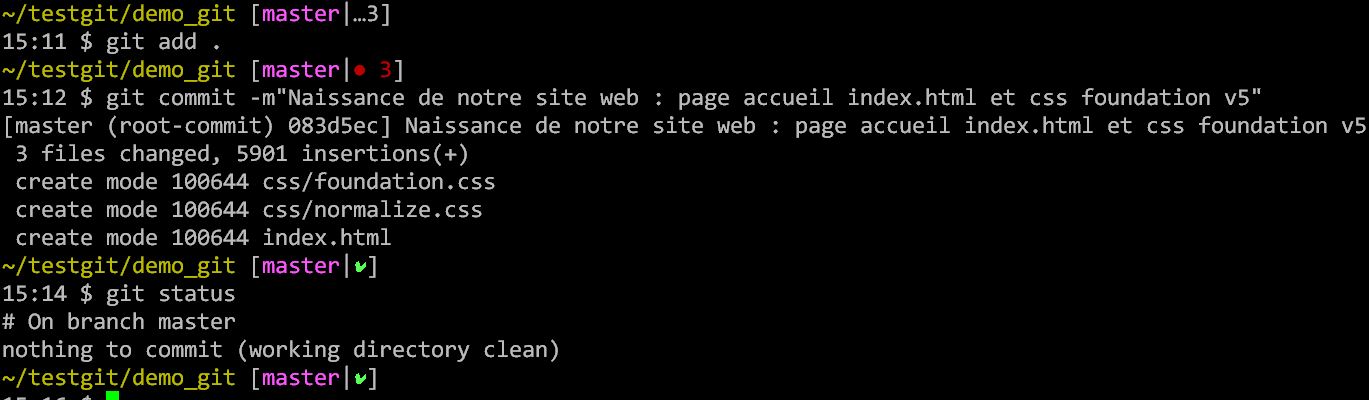 ~/testgit/demo_git [master|…3]
15:11 $ git add .
~/testgit/demo_git [master|● 3]
15:12 $ git commit -m"Naissance de notre site web : page accueil index.html et css foundation v5"
[master (root-commit) 083d5ec] Naissance de notre site web : page accueil index.html et css foundation v5
 3 files changed, 5901 insertions(+)
 create mode 100644 css/foundation.css
 create mode 100644 css/normalize.css
 create mode 100644 index.html
~/testgit/demo_git [master|✔]
15:14 $ git status
# On branch master
nothing to commit (working directory clean)
~/testgit/demo_git [master|✔]
15:16 $